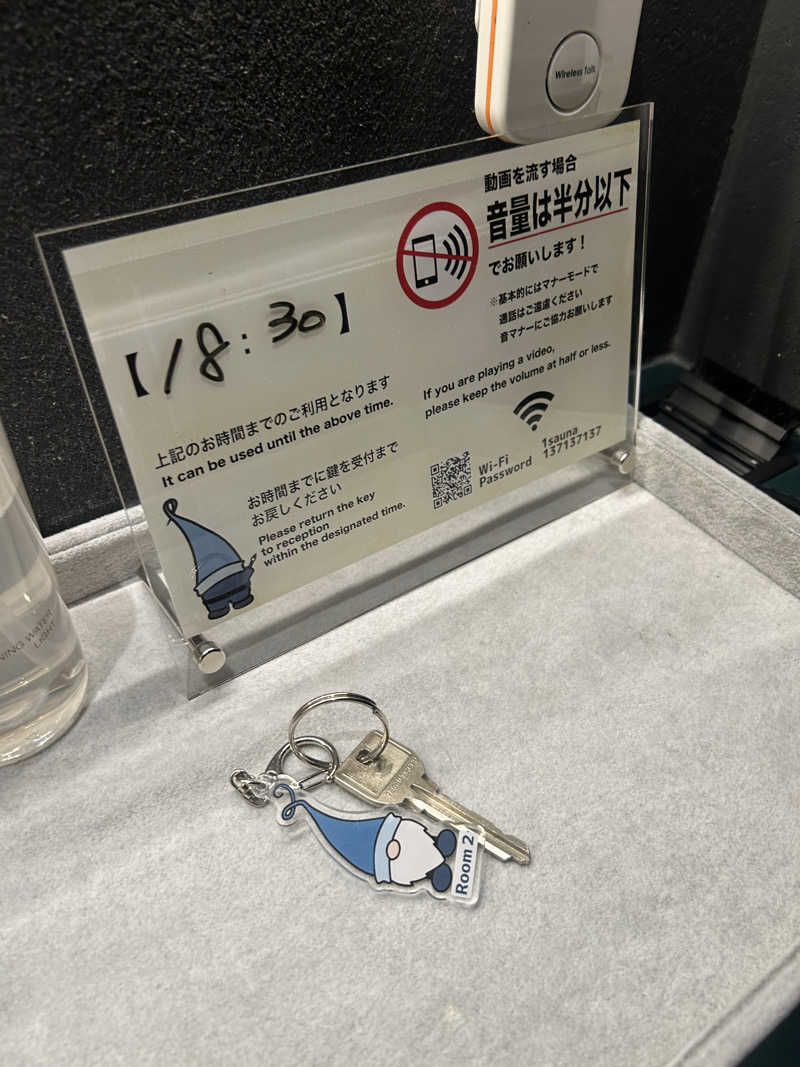 Wireless Talk
動画を流す場合
音量は半分以下
でお願いします！
※基本的にはマナーモードで
通話はご遠慮ください
音マナーにご協力お願いします
If you are playing a video,
please keep the volume at half or less.
【18:30】
上記のお時間までのご利用となります
It can be used until the above time.
お時間までに鍵を受付まで
お戻しください
Please return the key
to reception
within the designated time.
Wi-Fi 1sauna
Password 137137137
NING WATER
LIGHT
Room 2